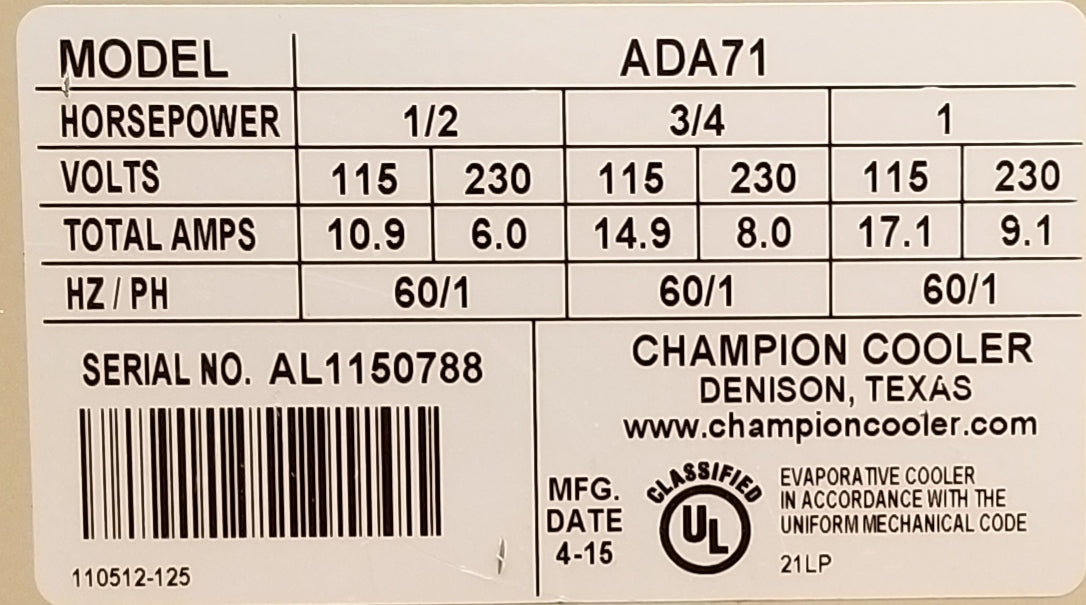 MODEL ADA71
HORSEPOWER 1/2 3/4 1
VOLTS 115 230 115 230 115 230
TOTAL AMPS 10.9 6.0 14.9 8.0 17.1 9.1
HZ / PH 60/1 60/1 60/1
SERIAL NO. AL1150788
110512-125
CHAMPION COOLER
DENISON, TEXAS
www.championcooler.com
MFG.
DATE
4-15
CLASSIFIED
UL
EVAPORATIVE COOLER
IN ACCORDANCE WITH THE
UNIFORM MECHANICAL CODE
21LP